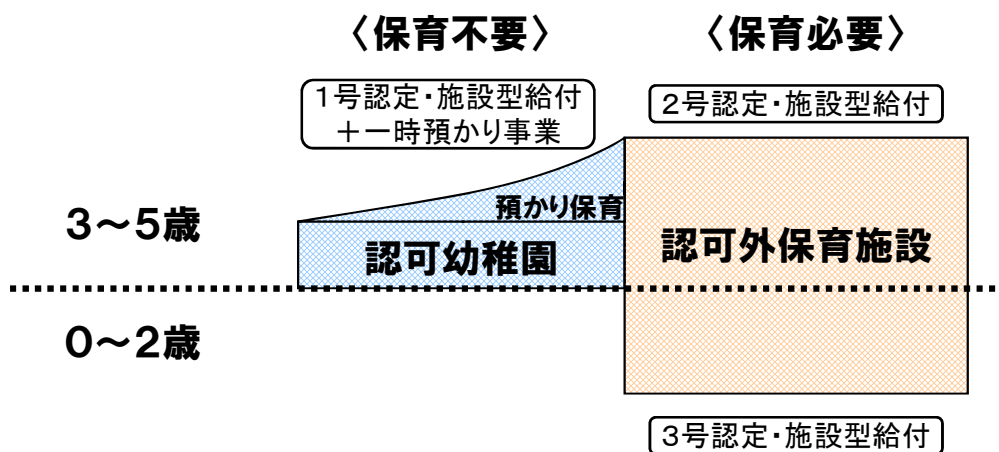 〈保育不要〉
〈保育必要〉
1号認定・施設型給付
+一時預かり事業
2号認定・施設型給付
3~5歳
預かり保育
認可幼稚園
認可外保育施設
0~2歳
3号認定・施設型給付